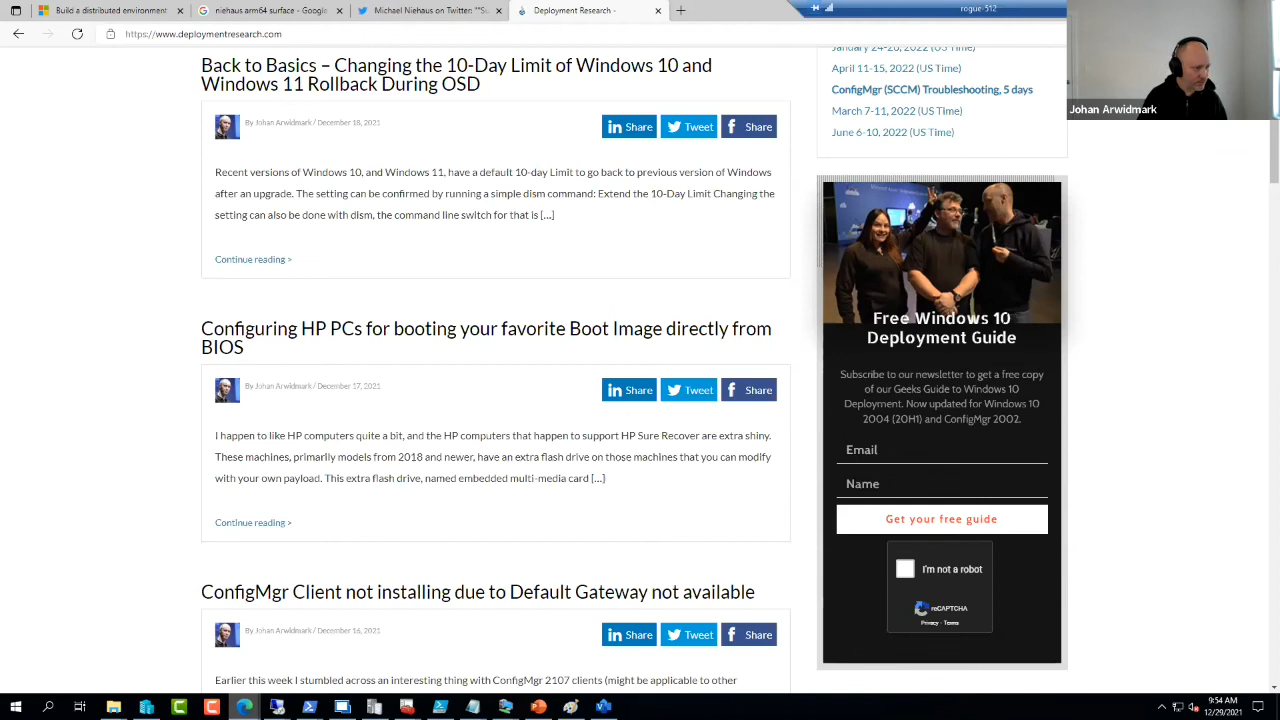 Build a distributed environment
niehaus osd4pros - Google
Michael Niehaus on Twitter:
Deployment Research -
rogue-512
https://www.deploymentresearch.com
January 24-28, 2022 (US Time)
April 11-15, 2022 (US Time)
ConfigMgr (SCCM) Troubleshooting, 5 days
March 7-11, 2022 (US Time)
June 6-10, 2022 (US Time)
Johan Arwidmark
Back to Basics – Changing the 10-Day Limit of Windows 10 and
Windows 11 Rollback During OSD
By Johan Arwidmark / December 18, 2021
Share
Tweet
Share
Recent versions of Windows 10, and Windows 11, have a default 10-day Limit to go back to previous version of Windows
after an upgrade. The setting can be confirmed by running a simple dism command: Extend the 10-Day Limit Changing the
setting can also be done with dism, the command line switch for that is […]
Continue reading >
Configuring HP PCs for booting your favorite Boot Image directly from
BIOS
By Johan Arwidmark / December 17, 2021
Share
Tweet
Share
I happen to like HP computers quite a bit, and the HP computers that happen to support HP Sure Recover are extra shiny.
These machines, primarily models from 2018 and newer, have an extra flash drive on those machines that you can modify
with your own payload. This extra flash drive, named embedded multi-media card […]
Continue reading >
ConfigMgr Client not installing due to Default Gateway not available
By Johan Arwidmark / December 16, 2021
Share
Tweet
Share
Earlier this week I stumbled across an interesting thing with ConfigMgr 2107 clients (might be applicable to other
Free Windows 10
Deployment Guide
Subscribe to our newsletter to get a free copy
of our Geeks Guide to Windows 10
Deployment. Now updated for Windows 10
2004 (20H1) and ConfigMgr 2002.
Email
Name
Get your free guide
I'm not a robot
reCAPTCHA
Privacy - Terms
9:54 AM
12/29/2021